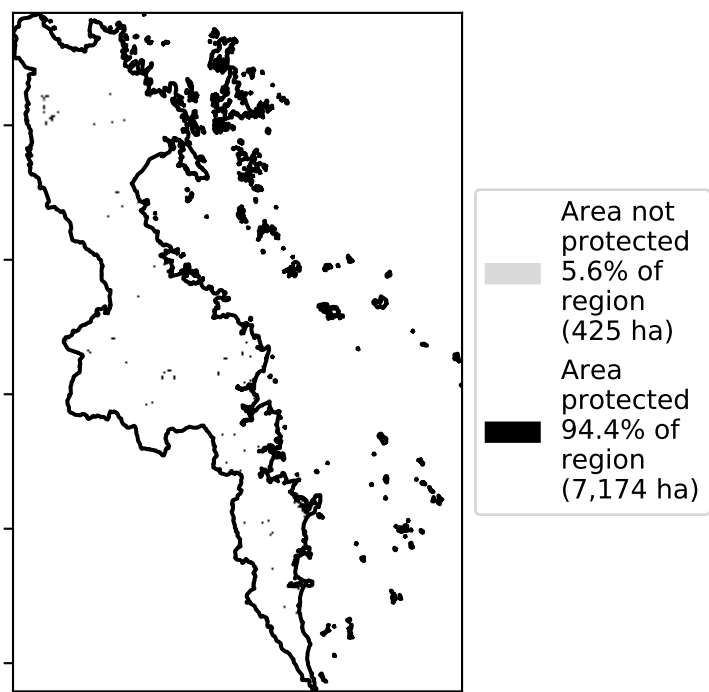 Area not
protected
5.6% of
region
(425 ha)
Area
protected
94.4% of
region
(7,174 ha)